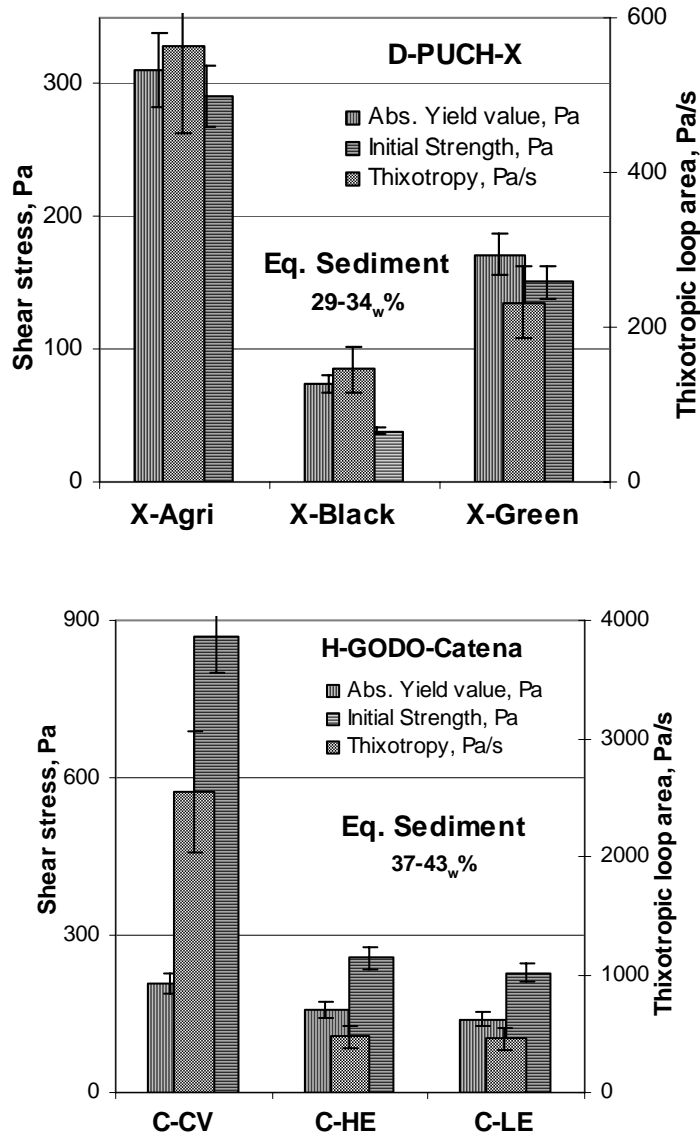 600
D-PUCH-X
300
Abs. Yield value, Pa
Initial Strength, Pa
400
Thixotropy, Pa/s
Shear stress, Pa
Thixotropic loop area, Pa/s
200
Eq. Sediment
29-34w%
200
100
0
0
X-Agri X-Black X-Green
900
4000
H-GODO-Catena
Abs. Yield value, Pa
Initial Strength, Pa
Thixotropy, Pa/s
3000
600
Shear stress, Pa
Thixotropic loop area, Pa/s
Eq. Sediment
37-43w%
2000
300
1000
0
0
C-CV C-HE C-LE